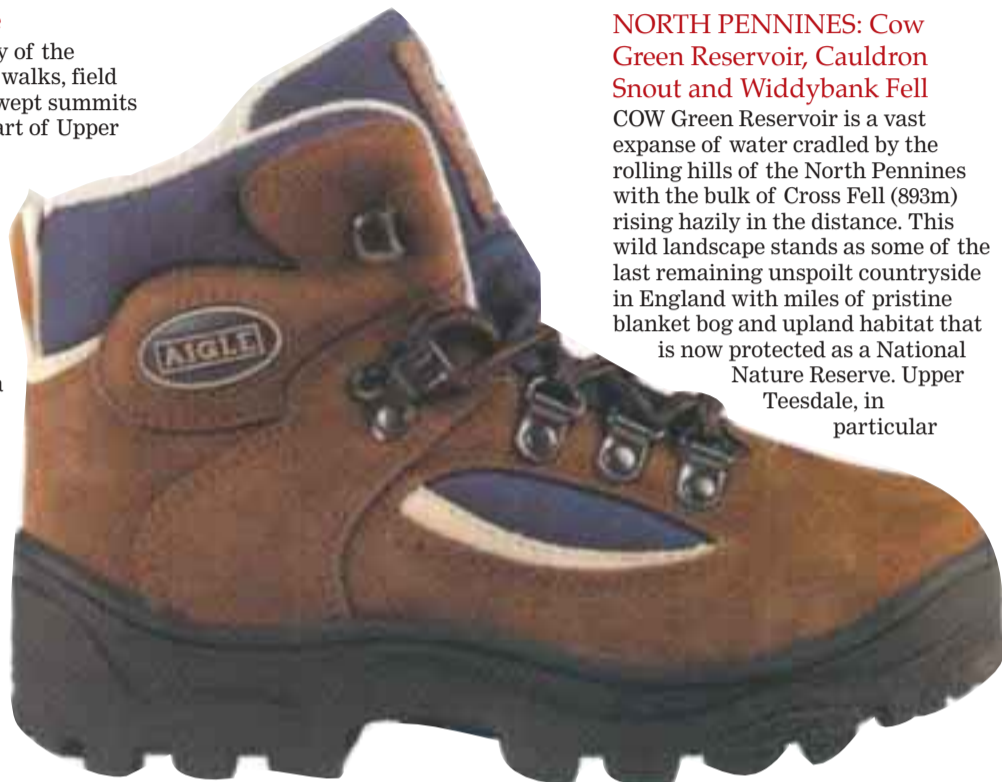 y of the
walks, field
wept summits
art of Upper
AIGLE
NORTH PENNINES: Cow
Green Reservoir, Cauldron
Snout and Widdybank Fell
COW Green Reservoir is a vast
expanse of water cradled by the
rolling hills of the North Pennines
with the bulk of Cross Fell (893m)
rising hazily in the distance. This
wild landscape stands as some of the
last remaining unspoilt countryside
in England with miles of pristine
blanket bog and upland habitat that
is now protected as a National
Nature Reserve. Upper
Teesdale, in
particular